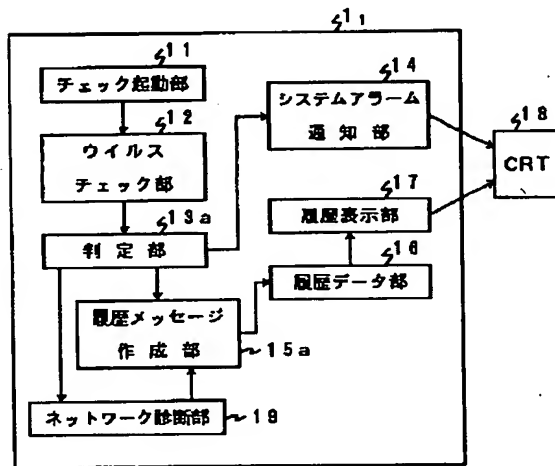 11
11
チェック起動部
12
ウイルス
チェック部
13a
判定部
14
システムアラーム
通知部
18
CRT
17
履歴表示部
16
履歴データ部
履歴メッセージ
作成部
15a
ネットワーク診断部
19